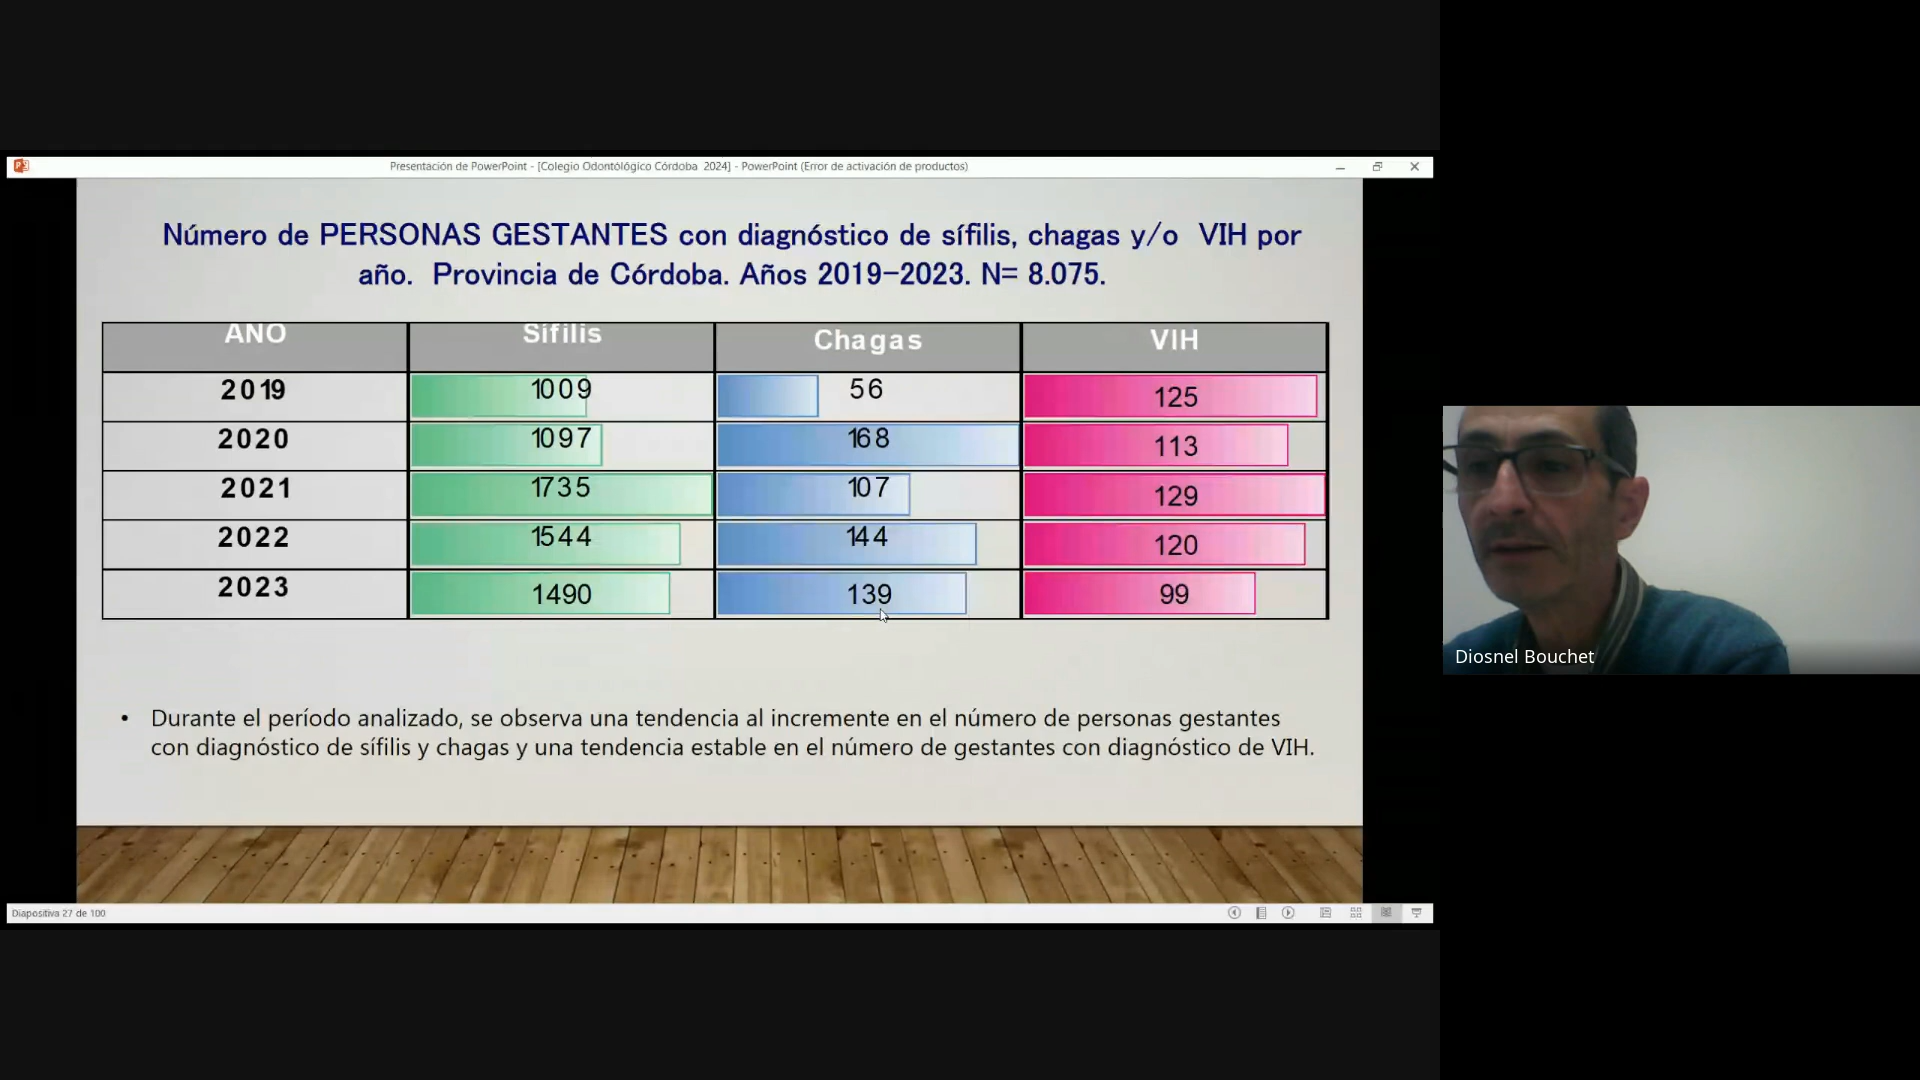 Presentación de PowerPoint - [Colegio Odontólógico Córdoba 2024] - PowerPoint (Error de activación de productos)
Número de PERSONAS GESTANTES con diagnóstico de sífilis, chagas y/o VIH por
año. Provincia de Córdoba. Años 2019-2023. N= 8.075.
AÑO Sífilis Chagas VIH
2019 1009 56 125
2020 1097 168 113
2021 1735 107 129
2022 1544 144 120
2023 1490 139 99
• Durante el período analizado, se observa una tendencia al incremente en el número de personas gestantes
con diagnóstico de sífilis y chagas y una tendencia estable en el número de gestantes con diagnóstico de VIH.
Diapositiva 27 de 100
Diosnel Bouchet